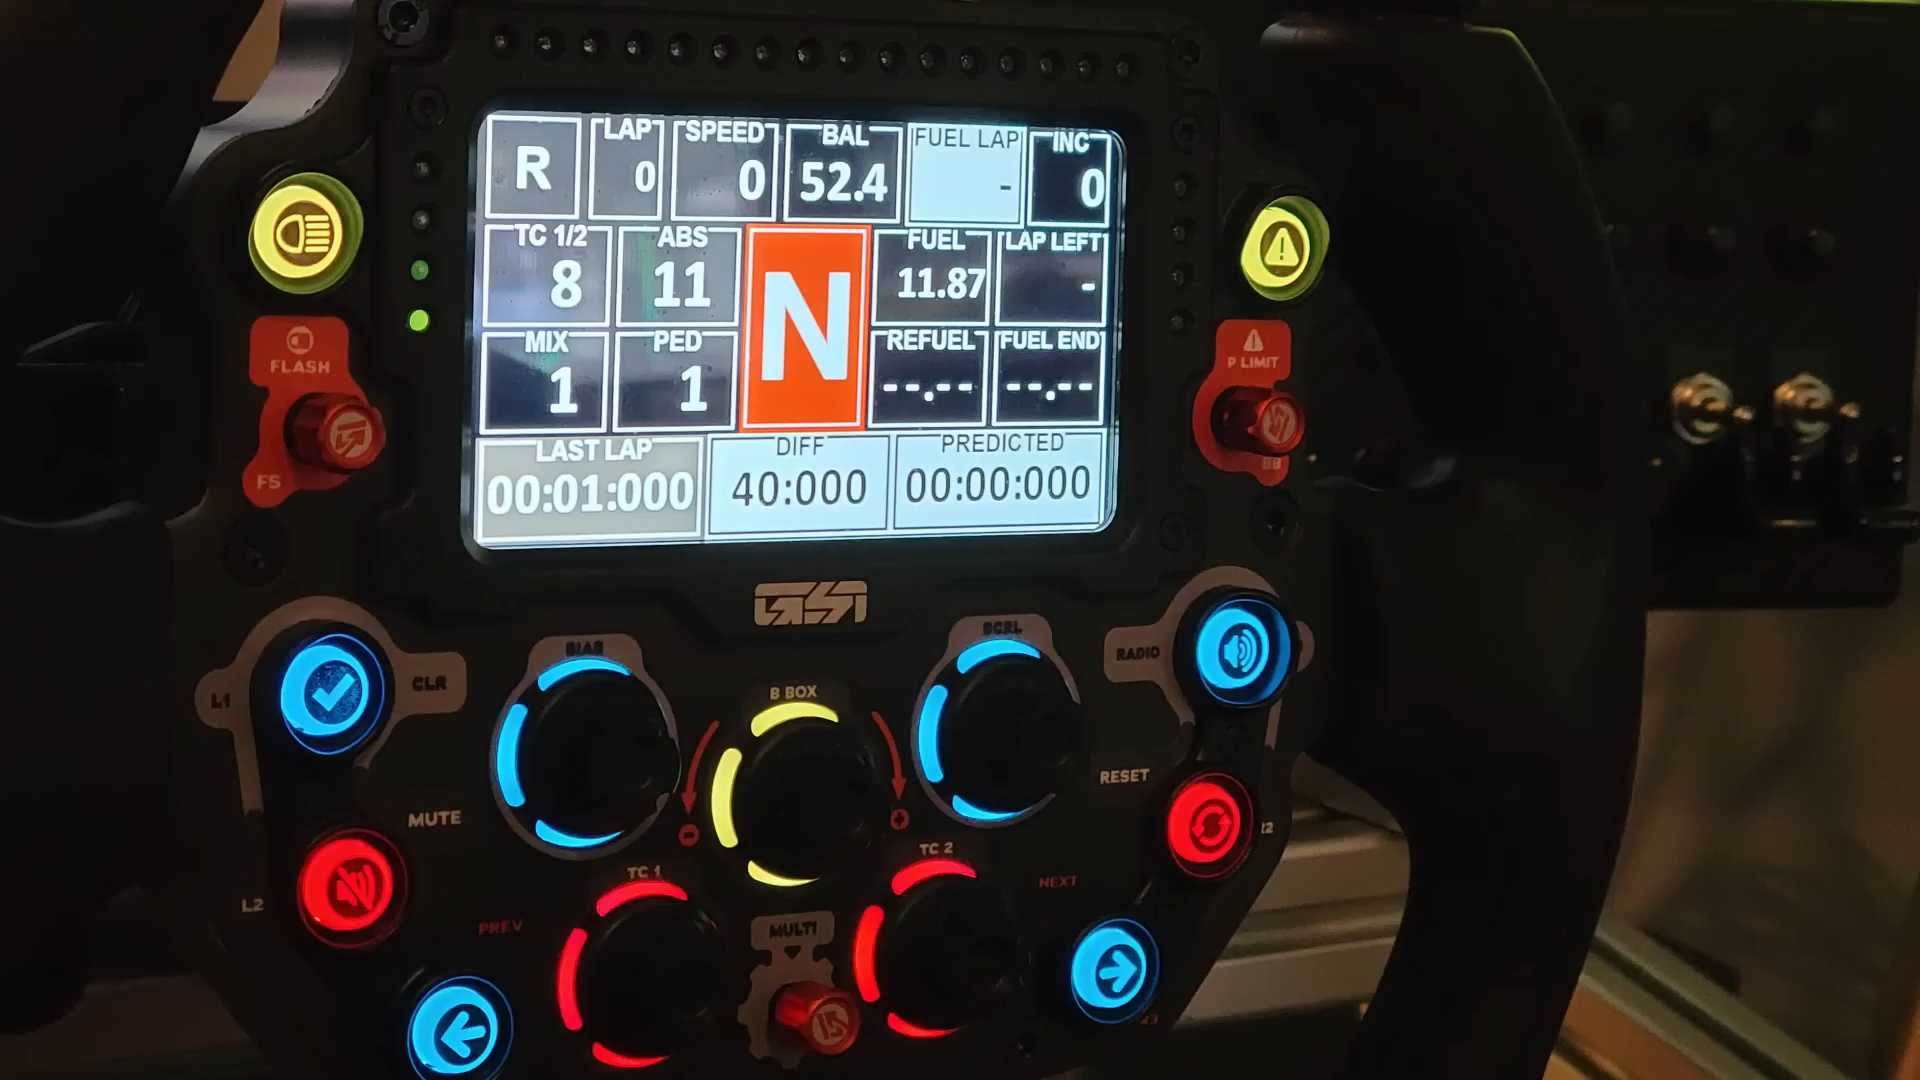 R
LAP
0
SPEED
0
BAL
52.4
FUEL LAP
-
INC
0
TC 1/2
8
ABS
11
N
FUEL
11.87
LAP LEFT
-
MIX
1
PED
1
REFUEL
--.--
FUEL END
--.--
LAST LAP
00:01:000
DIFF
40:000
PREDICTED
00:00:000
FLASH
FS
P LIMIT
BB
GSI
L1
CLR
BIAS
B BOX
SCRL
RADIO
MUTE
RESET
L2
PREV
TC 1
MULTI
TC 2
NEXT